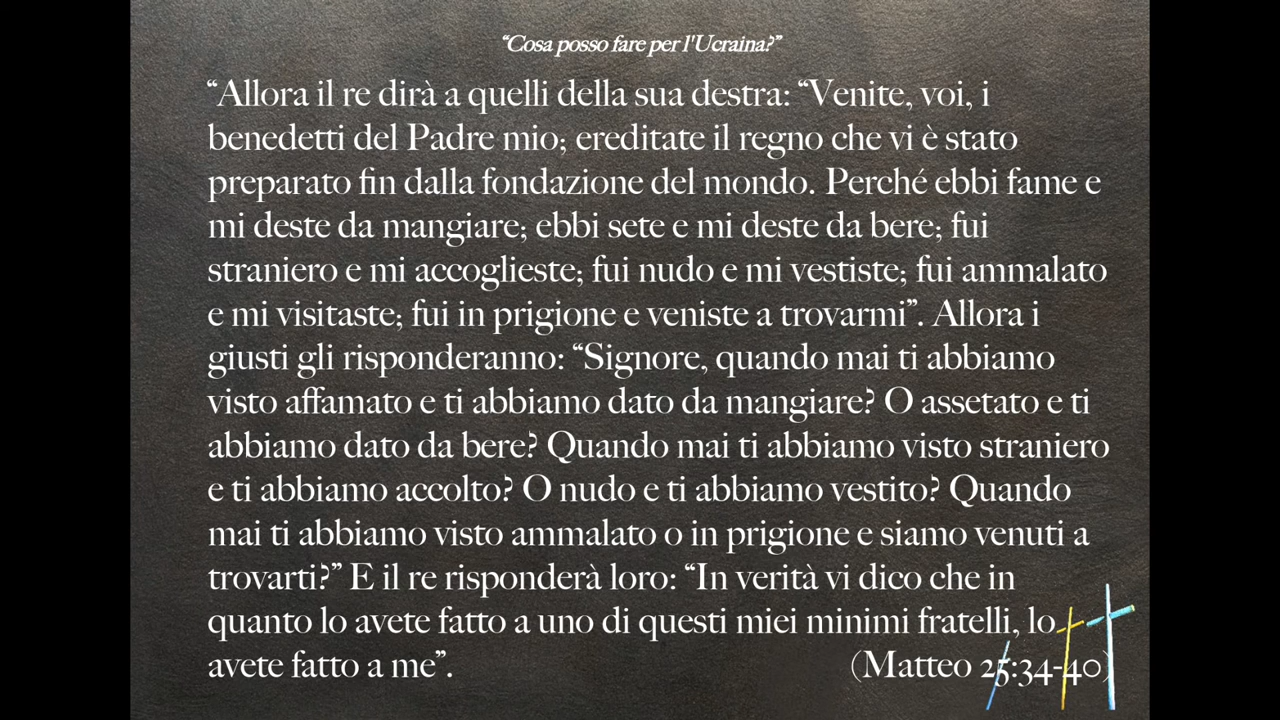 “Cosa posso fare per l'Ucraina?”
“Allora il re dirà a quelli della sua destra: “Venite, voi, i
benedetti del Padre mio; ereditate il regno che vi è stato
preparato fin dalla fondazione del mondo. Perché ebbi fame e
mi deste da mangiare; ebbi sete e mi deste da bere; fui
straniero e mi accoglieste; fui nudo e mi vestiste; fui ammalato
e mi visitaste; fui in prigione e veniste a trovarmi”. Allora i
giusti gli risponderanno: “Signore, quando mai ti abbiamo
visto affamato e ti abbiamo dato da mangiare? O assetato e ti
abbiamo dato da bere? Quando mai ti abbiamo visto straniero
e ti abbiamo accolto? O nudo e ti abbiamo vestito? Quando
mai ti abbiamo visto ammalato o in prigione e siamo venuti a
trovarti?” E il re risponderà loro: “In verità vi dico che in
quanto lo avete fatto a uno di questi miei minimi fratelli, lo
avete fatto a me”. (Matteo 25:34-40)